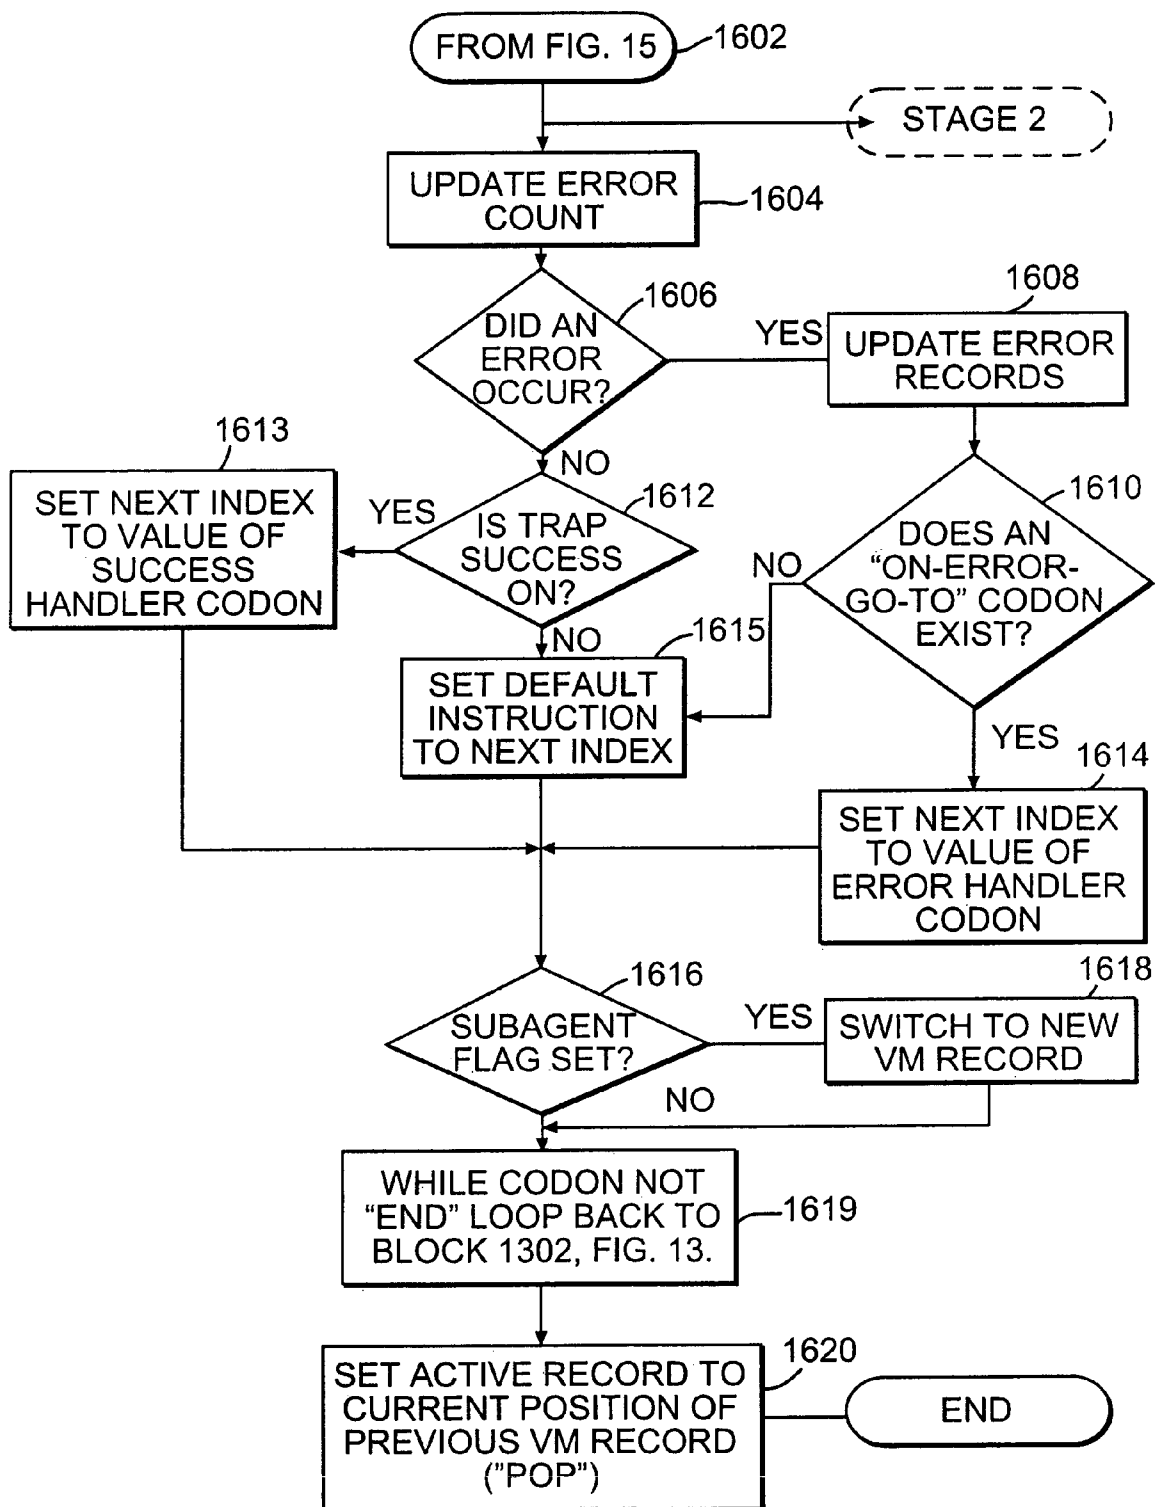 FROM FIG. 15
1602
STAGE 2
UPDATE ERROR
COUNT
1604
DID AN
ERROR
OCCUR?
1606
YES
1608
UPDATE ERROR
RECORDS
NO
1613
SET NEXT INDEX
TO VALUE OF
SUCCESS
HANDLER CODON
YES
IS TRAP
SUCCESS
ON?
1612
NO
1610
DOES AN
“ON-ERROR-
GO-TO” CODON
EXIST?
NO
1615
SET DEFAULT
INSTRUCTION
TO NEXT INDEX
YES
1614
SET NEXT INDEX
TO VALUE OF
ERROR HANDLER
CODON
1616
SUBAGENT
FLAG SET?
YES
1618
SWITCH TO NEW
VM RECORD
NO
WHILE CODON NOT
“END” LOOP BACK TO
BLOCK 1302, FIG. 13.
1619
SET ACTIVE RECORD TO
CURRENT POSITION OF
PREVIOUS VM RECORD
("POP")
1620
END